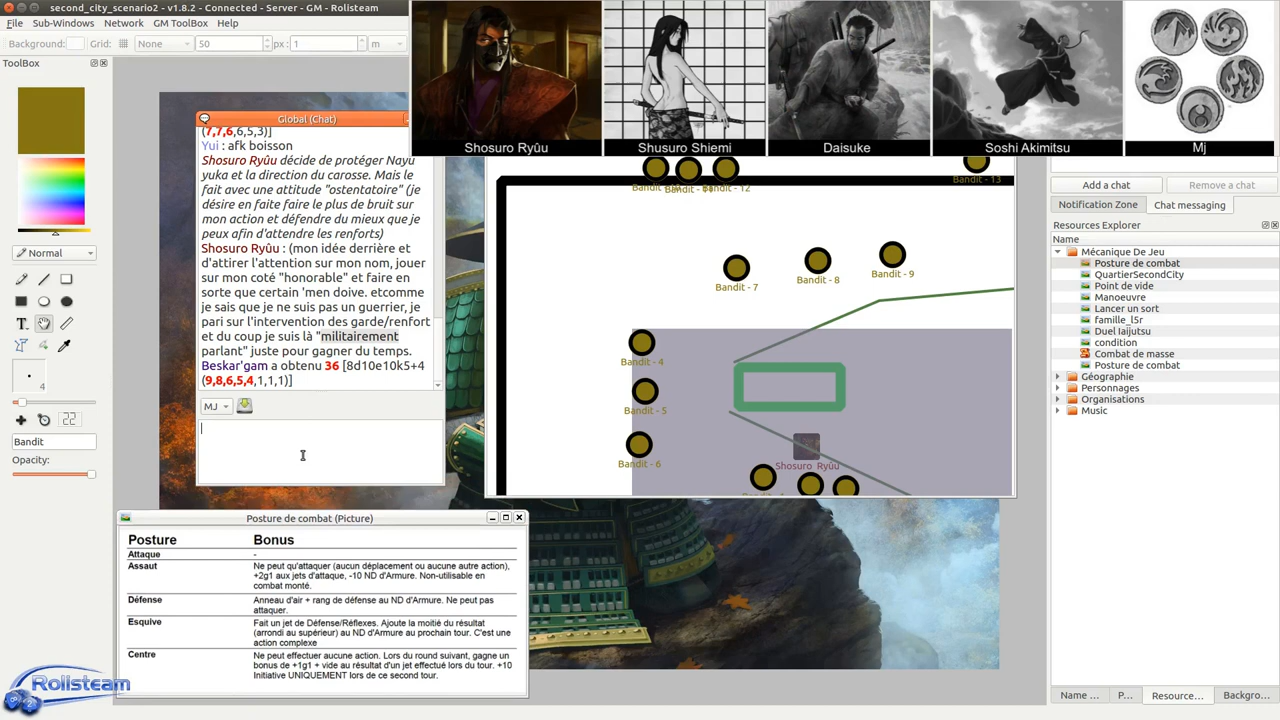 second_city_scenario2 - v1.8.2 - Connected - Server - GM - Rolisteam
File Sub-Windows Network GM ToolBox Help
Background: Grid: None 50 px : 1 m
ToolBox
Normal
T
4
22
Bandit
Opacity:
Rolisteam
Global (Chat)
(7,7,6,6,5,3)]
Yui : afk boisson
Shosuro Ryûu décide de protéger Nayu
yuka et la direction du carosse. Mais le
fait avec une attitude "ostentatoire" (je
désire en faite faire le plus de bruit sur
mon action et défendre du mieux que je
peux afin d'attendre les renforts)
Shosuro Ryûu : (mon idée derrière et
d'attirer l'attention sur mon nom, jouer
sur mon coté "honorable" et faire en
sorte que certain 'men doive. etcomme
je sais que je ne suis pas un guerrier, je
pari sur l'intervention des garde/renfort
et du coup je suis là "militairement
parlant" juste pour gagner du temps.
Beskar'gam a obtenu 36 [8d10e10k5+4
(9,8,6,5,4,1,1,1)]
MJ
Shosuro Ryûu
Shusuro Shiemi
Daisuke
Soshi Akimitsu
Mj
Bandit - 12
Bandit - 13
Bandit - 7
Bandit - 8
Bandit - 9
Bandit - 4
Bandit - 5
Bandit - 6
Shosuro Ryûu
Posture de combat (Picture)
Posture Bonus
Attaque -
Assaut Ne peut qu'attaquer (aucun déplacement ou aucune autre action),
+2g1 aux jets d'attaque, -10 ND d'Armure. Non-utilisable en
combat monté.
Défense Anneau d'air + rang de défense au ND d'Armure. Ne peut pas
attaquer.
Esquive Fait un jet de Défense/Réflexes. Ajoute la moitié du résultat
(arrondi au supérieur) au ND d'Armure au prochain tour. C'est une
action complexe
Centre Ne peut effectuer aucune action. Lors du round suivant, gagne un
bonus de +1g1 + vide au résultat d'un jet effectué lors du tour. +10
Initiative UNIQUEMENT lors de ce second tour.
Add a chat Remove a chat
Notification Zone Chat messaging
Resources Explorer
Name
Mécanique De Jeu
Posture de combat
QuartierSecondCity
Point de vide
Manoeuvre
Lancer un sort
famille_l5r
Duel Iaijutsu
condition
Combat de masse
Posture de combat
Géographie
Personnages
Organisations
Music
Name ... P... Resource... Backgro...